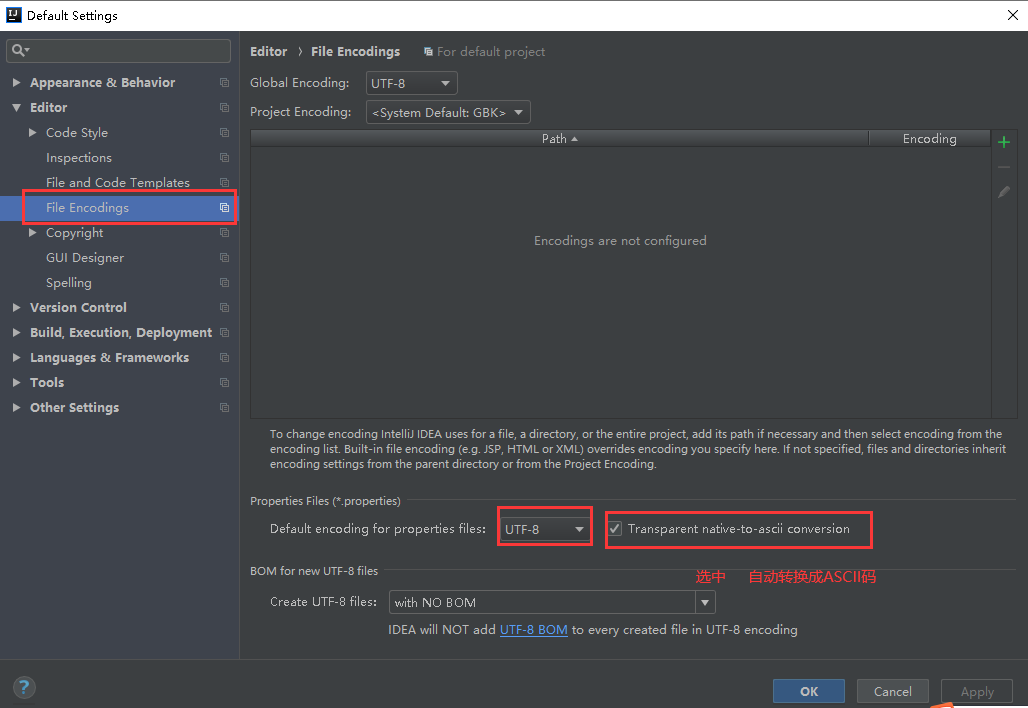 Default Settings
Editor › File Encodings For default project
Appearance & Behavior
Editor
Code Style
Inspections
File and Code Templates
File Encodings
Copyright
GUI Designer
Spelling
Version Control
Build, Execution, Deployment
Languages & Frameworks
Tools
Other Settings
Global Encoding: UTF-8
Project Encoding: <System Default: GBK>
Path Encoding
Encodings are not configured
To change encoding IntelliJ IDEA uses for a file, a directory, or the entire project, add its path if necessary and then select encoding from the
encoding list. Built-in file encoding (e.g. JSP, HTML or XML) overrides encoding you specify here. If not specified, files and directories inherit
encoding settings from the parent directory or from the Project Encoding.
Properties Files (*.properties)
Default encoding for properties files: UTF-8 Transparent native-to-ascii conversion
选中 自动转换成ASCII码
BOM for new UTF-8 files
Create UTF-8 files: with NO BOM
IDEA will NOT add UTF-8 BOM to every created file in UTF-8 encoding
? OK Cancel Apply